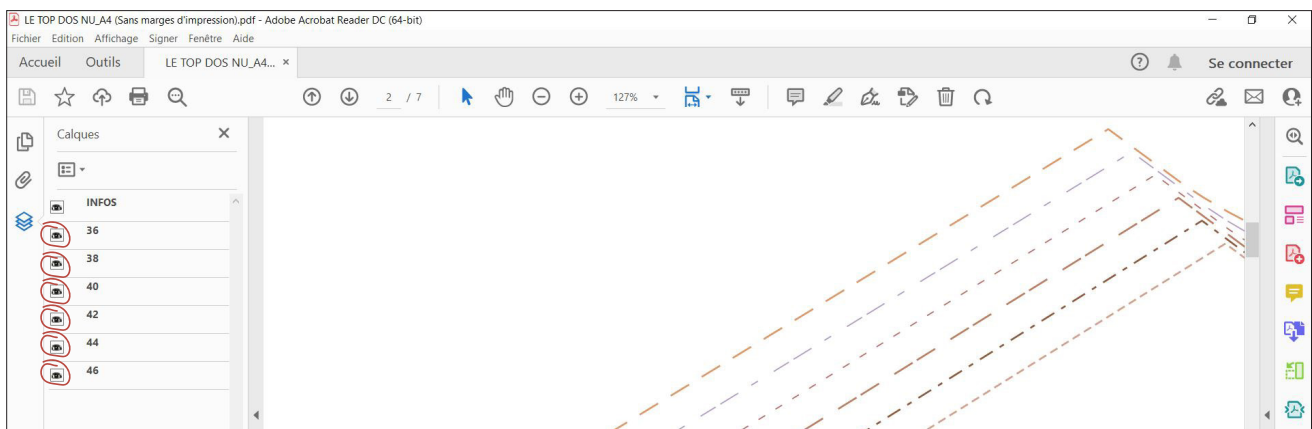 LE TOP DOS NU_A4 (Sans marges d'impression).pdf - Adobe Acrobat Reader DC (64-bit)
Fichier Edition Affichage Signer Fenêtre Aide
Accueil Outils LE TOP DOS NU_A4... × Se connecter
2 / 7 127%
Calques
INFOS
36
38
40
42
44
46